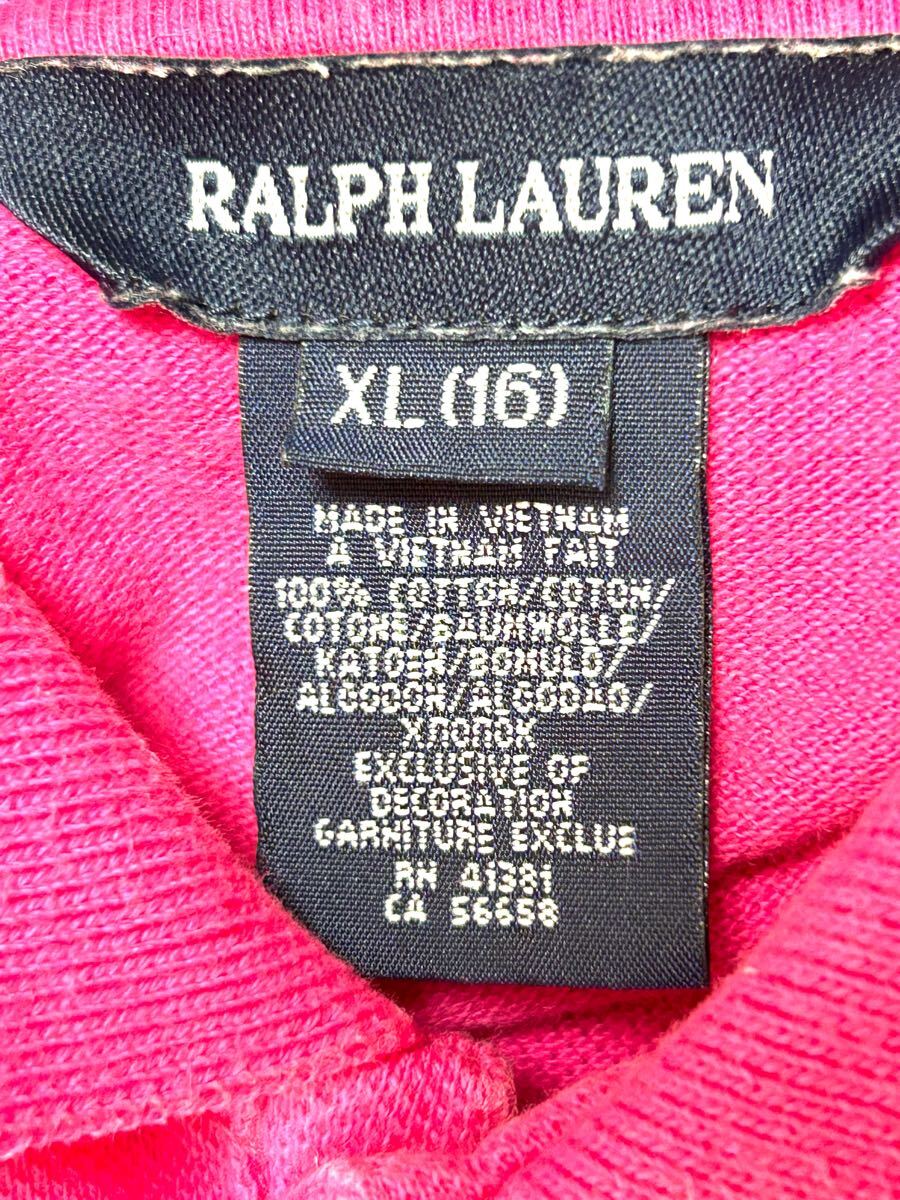 RALPH LAUREN
XL (16)
MADE IN VIETNAM
A VIETNAM FAIT
100% COTTON/COTON/
COTONE/BAUMWOLLE/
KATOEN/BOMULD/
ALGODON/ALGODAO/
ХЛОПОК
EXCLUSIVE OF
DECORATION
GARNITURE EXCLUE
RN 41381
CA 56658